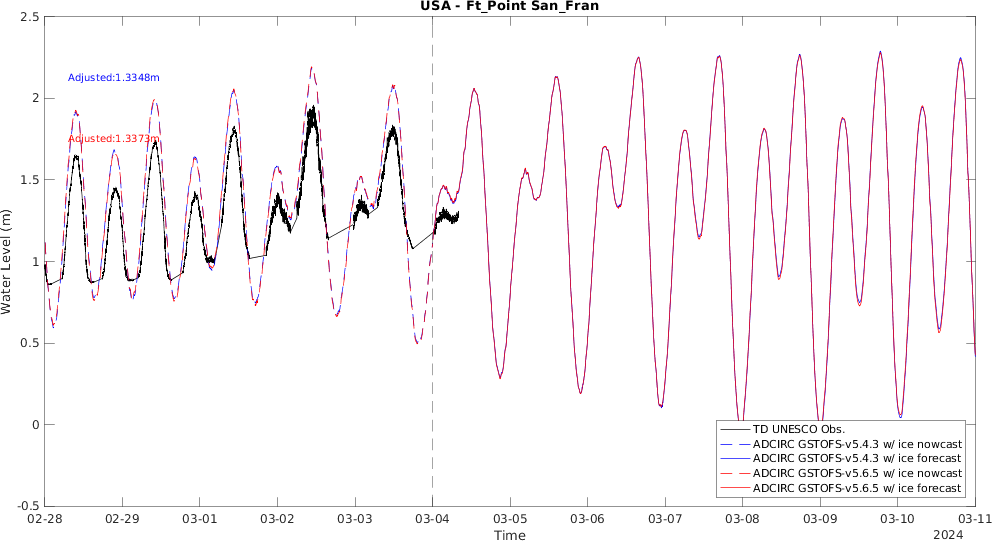 USA - Ft_Point San_Fran
2.5
2
1.5
1
0.5
0
-0.5
Water Level (m)
Adjusted:1.3348m
Adjusted:1.3373m
TD UNESCO Obs.
ADCIRC GSTOFS-v5.4.3 w/ ice nowcast
ADCIRC GSTOFS-v5.4.3 w/ ice forecast
ADCIRC GSTOFS-v5.6.5 w/ ice nowcast
ADCIRC GSTOFS-v5.6.5 w/ ice forecast
02-28 02-29 03-01 03-02 03-03 03-04 03-05 03-06 03-07 03-08 03-09 03-10 03-11
Time
2024